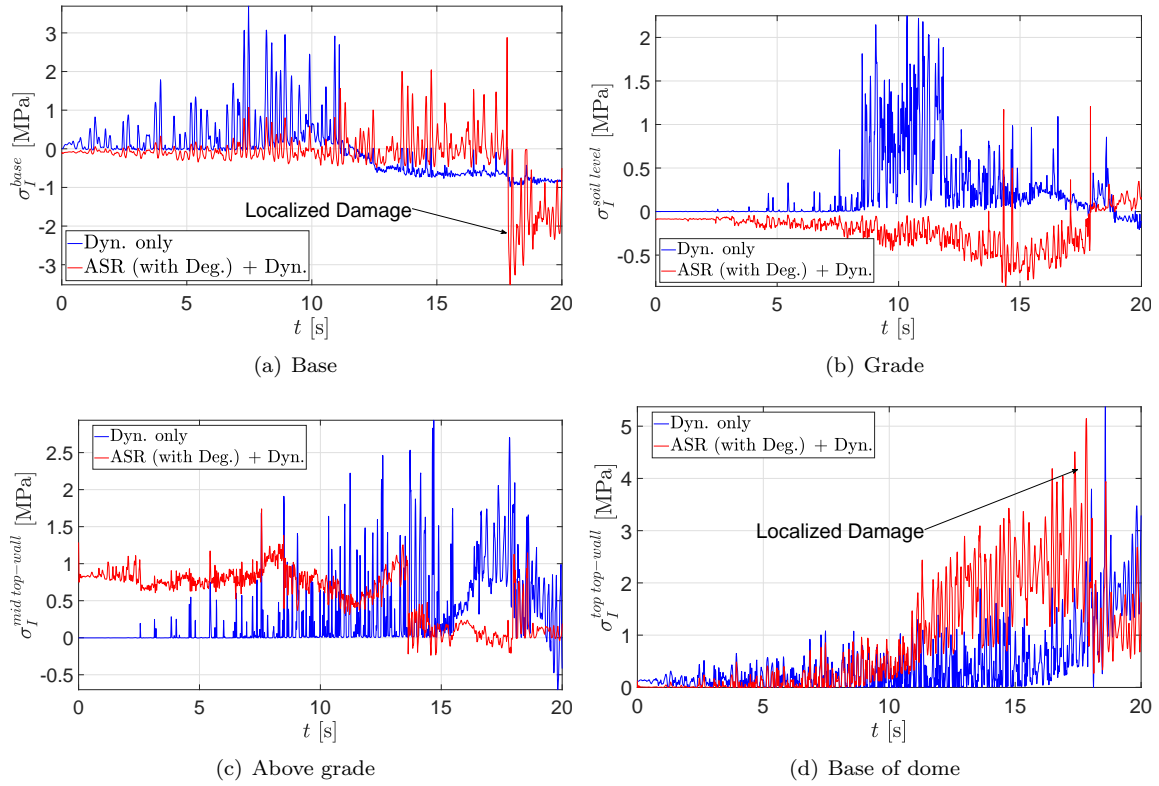 3
2
1
0
-1
-2
-3
σ_I^{base} [MPa]
Localized Damage
Dyn. only
ASR (with Deg.) + Dyn.
0 5 10 15 20
t [s]
(a) Base
2
1.5
1
0.5
0
-0.5
σ_I^{soil level} [MPa]
Dyn. only
ASR (with Deg.) + Dyn.
0 5 10 15 20
t [s]
(b) Grade
2.5
2
1.5
1
0.5
0
-0.5
σ_I^{mid top-wall} [MPa]
Dyn. only
ASR (with Deg.) + Dyn.
0 5 10 15 20
t [s]
(c) Above grade
5
4
3
2
1
0
σ_I^{top top-wall} [MPa]
Dyn. only
ASR (with Deg.) + Dyn.
Localized Damage
0 5 10 15 20
t [s]
(d) Base of dome